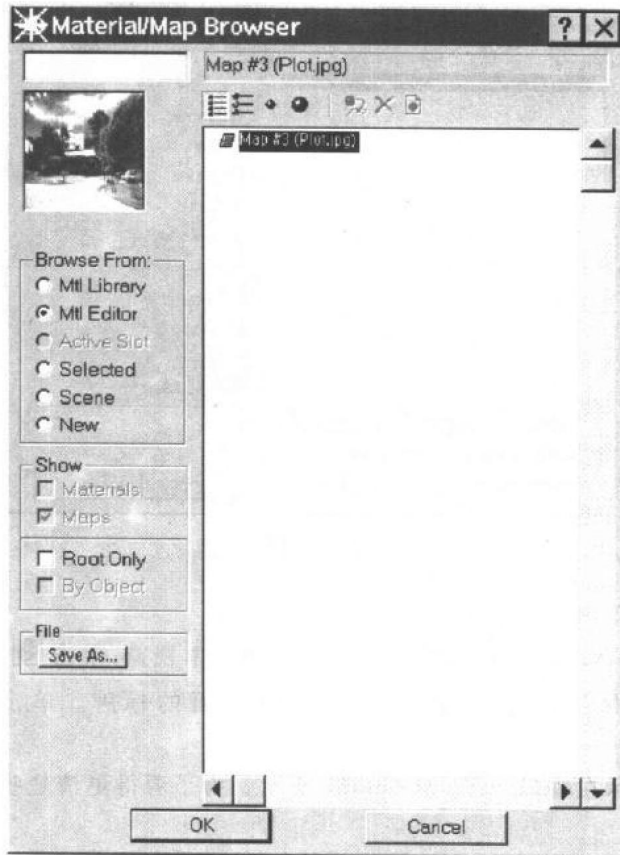 Material/Map Browser
Map #3 (Plot.jpg)
Map #3 (Plot.jpg)
Browse From:
Mtl Library
Mtl Editor
Active Slot
Selected
Scene
New
Show
Materials
Maps
Root Only
By Object
File
Save As...
OK
Cancel